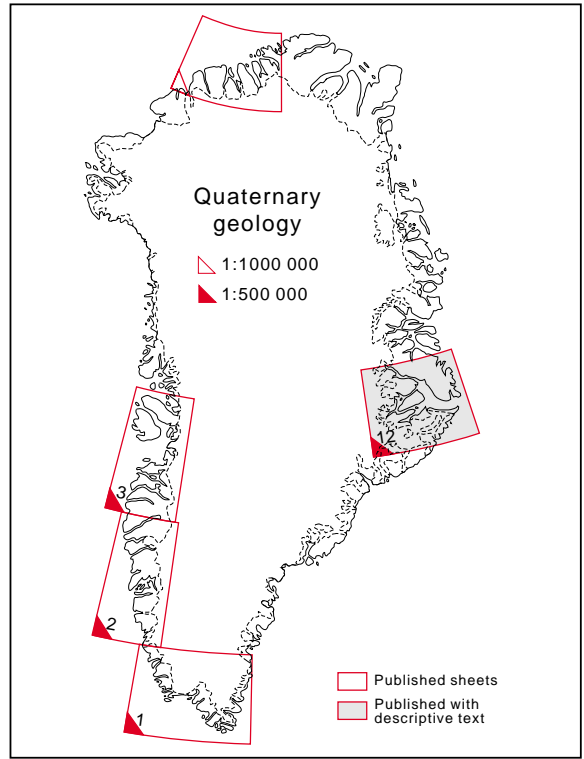 Quaternary
geology
1:1000 000
1:500 000
12
3
2
1
Published sheets
Published with
descriptive text